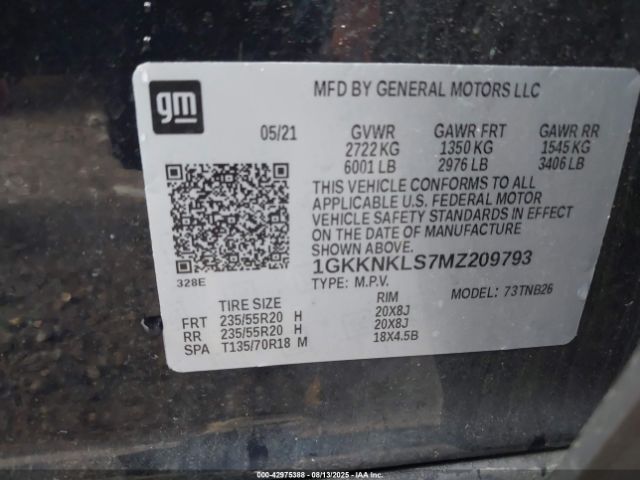 gm
MFD BY GENERAL MOTORS LLC
05/21 GVWR GAWR FRT GAWR RR
2722 KG 1350 KG 1545 KG
6001 LB 2976 LB 3406 LB
THIS VEHICLE CONFORMS TO ALL
APPLICABLE U.S. FEDERAL MOTOR
VEHICLE SAFETY STANDARDS IN EFFECT
ON THE DATE OF MANUFACTURE
SHOWN ABOVE.
328E
1GKKNKLS7MZ209793
TYPE: M.P.V. MODEL: 73TNB26
TIRE SIZE RIM
FRT 235/55R20 H 20X8J
RR 235/55R20 H 20X8J
SPA T135/70R18 M 18X4.5B
000-42975388 - 08/13/2025 - Copyright IAA, LLC.